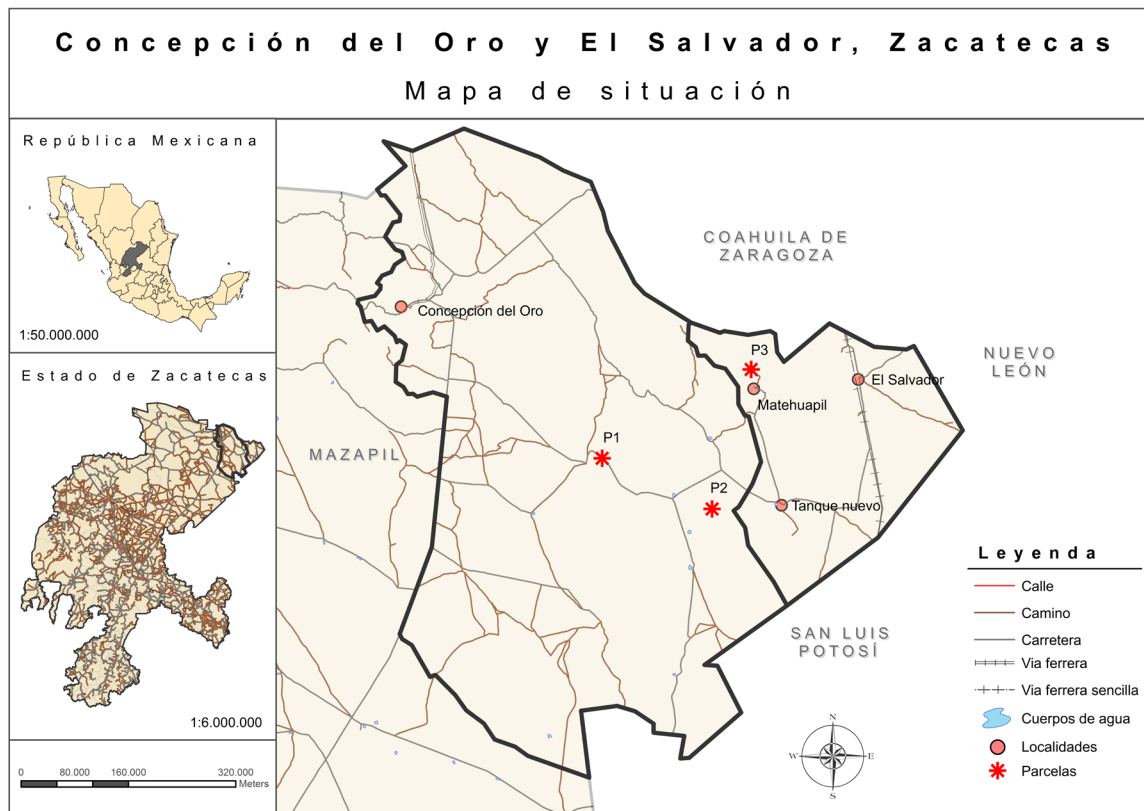 Concepción del Oro y El Salvador, Zacatecas
Mapa de situación
República Mexicana
1:50.000.000
Estado de Zacatecas
1:6.000.000
0 80.000 160.000 320.000
Meters
COAHUILA DE
ZARAGOZA
NUEVO
LEÓN
MAZAPIL
SAN LUIS
POTOSÍ
Concepción del Oro
P3
El Salvador
Matehuapil
P1
P2
Tanque nuevo
Leyenda
Calle
Camino
Carretera
Via ferrera
Via ferrera sencilla
Cuerpos de agua
Localidades
Parcelas
N
W
E
S